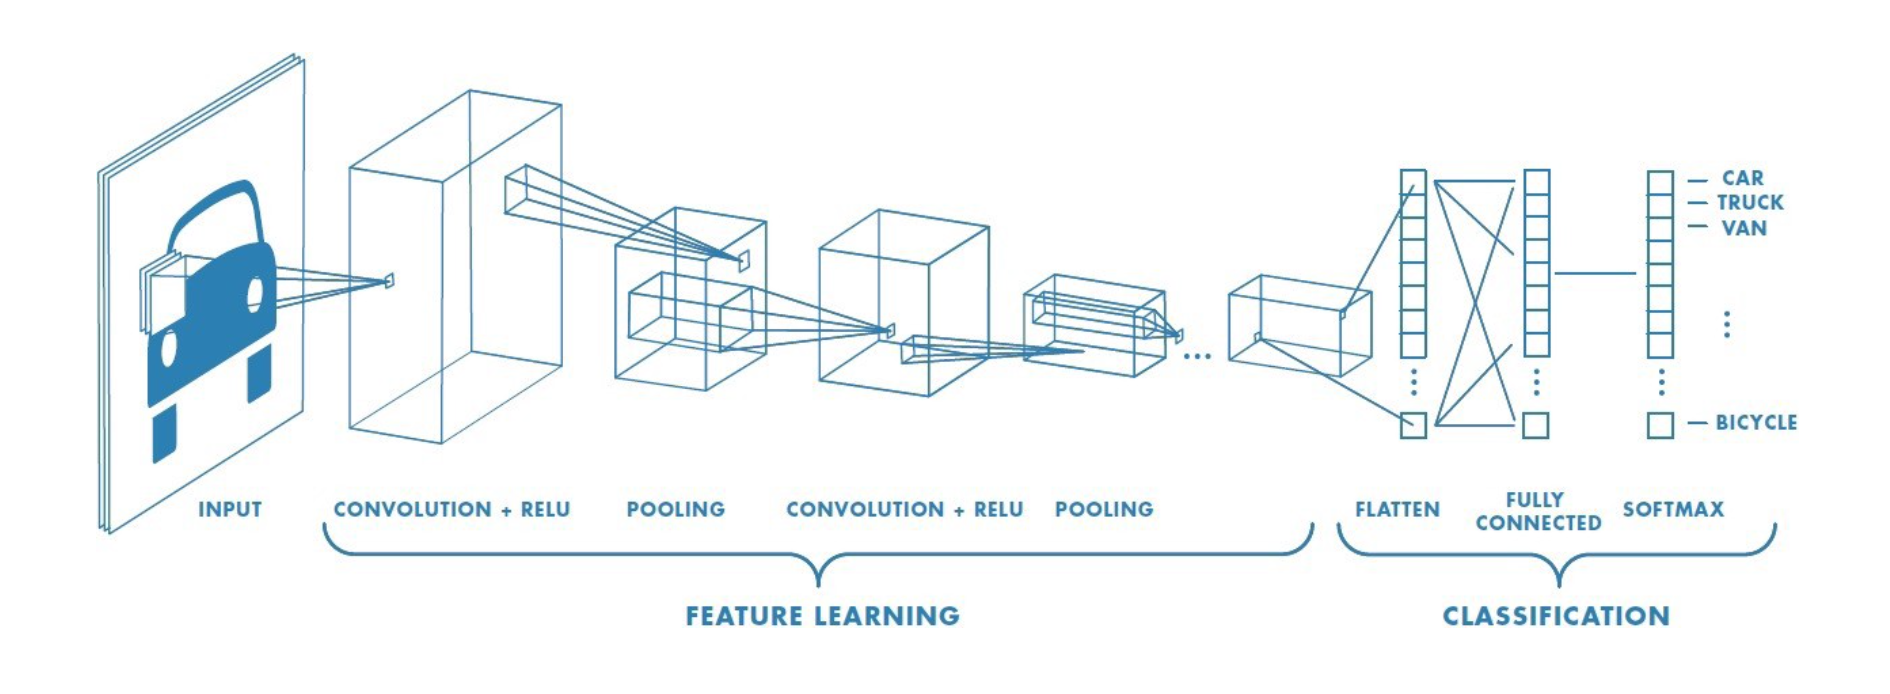 CAR
TRUCK
VAN
BICYCLE
INPUT
CONVOLUTION + RELU
POOLING
CONVOLUTION + RELU
POOLING
FLATTEN
FULLY
CONNECTED
SOFTMAX
FEATURE LEARNING
CLASSIFICATION